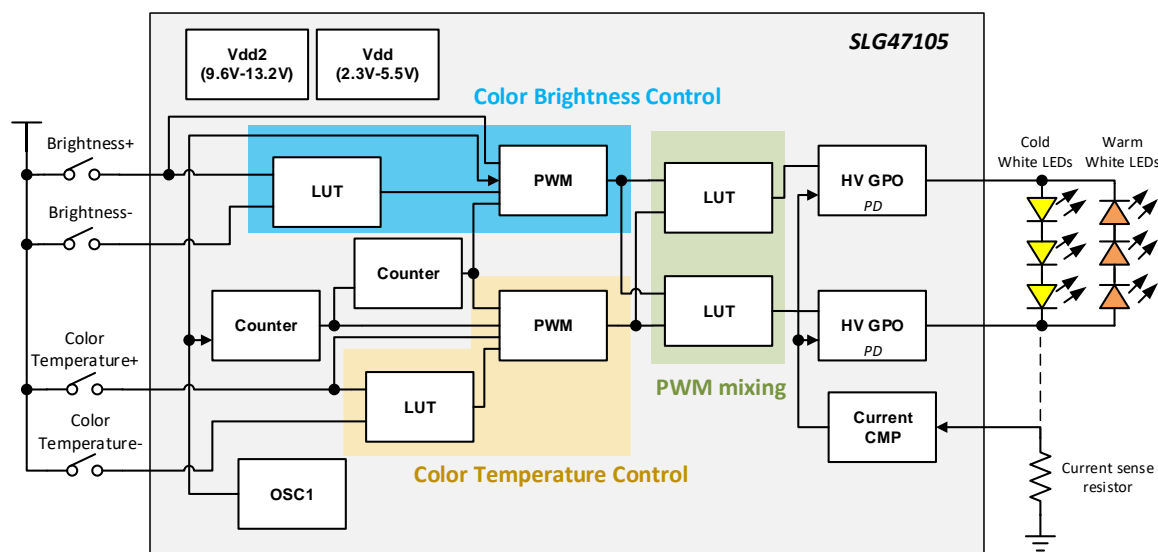 SLG47105
Vdd2
(9.6V-13.2V)
Vdd
(2.3V-5.5V)
Color Brightness Control
Brightness+
Brightness-
LUT
PWM
LUT
HV GPO
PD
Cold
White LEDs
Warm
White LEDs
Counter
Counter
PWM
LUT
HV GPO
PD
PWM mixing
Color
Temperature+
Color
Temperature-
LUT
Color Temperature Control
OSC1
Current
CMP
Current sense
resistor